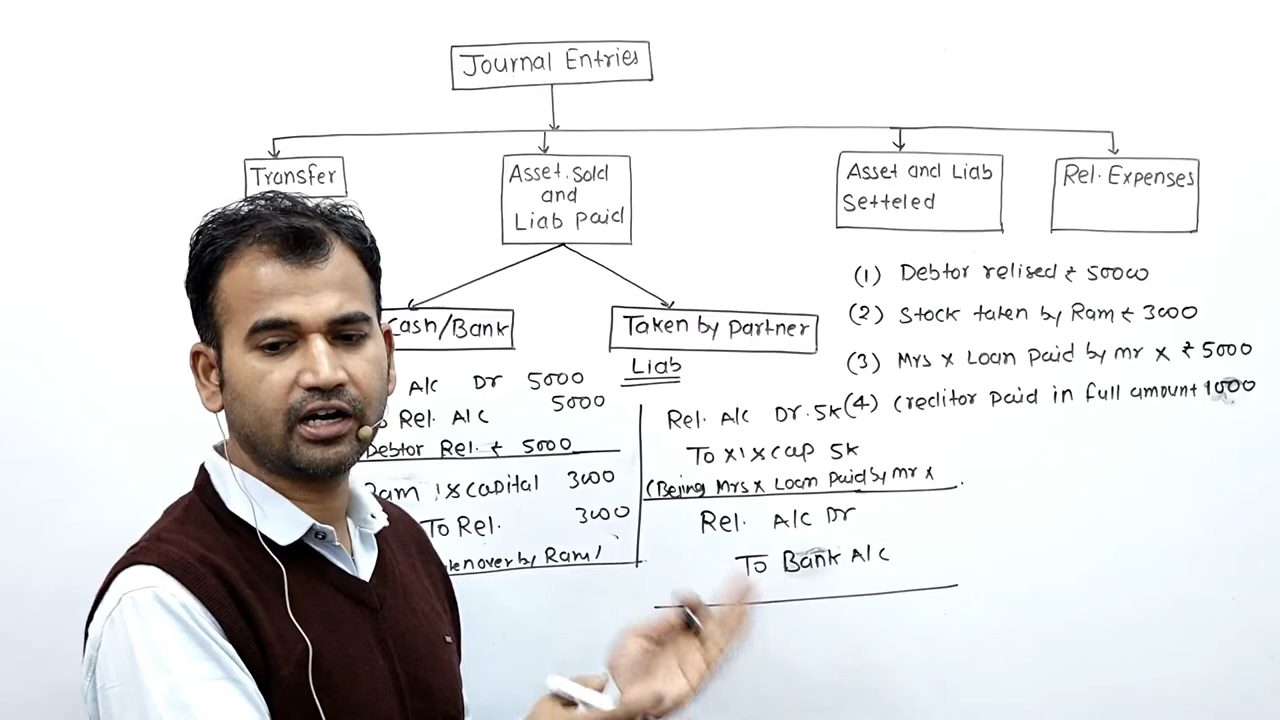 Journal Entries
Transfer
Asset Sold
and
Liab paid
Asset and Liab
Setteled
Rel. Expenses
Cash/Bank
Taken by partner
Liab
(1) Debtor relised ₹ 50000
(2) Stock taken by Ram ₹ 3000
(3) Mrs x Loan paid by mr x ₹ 5000
(4) Creditor paid in full amount 1000
A/c Dr 5000
Rel. A/c 5000
Debtor Rel. ₹ 5000
Ram's capital 3000
To Rel. 3000
by Ram)
Rel. A/c Dr. 5k
To x's cap 5k
(Being Mrs x Loan paid by mr x
Rel. A/c Dr
To Bank A/c